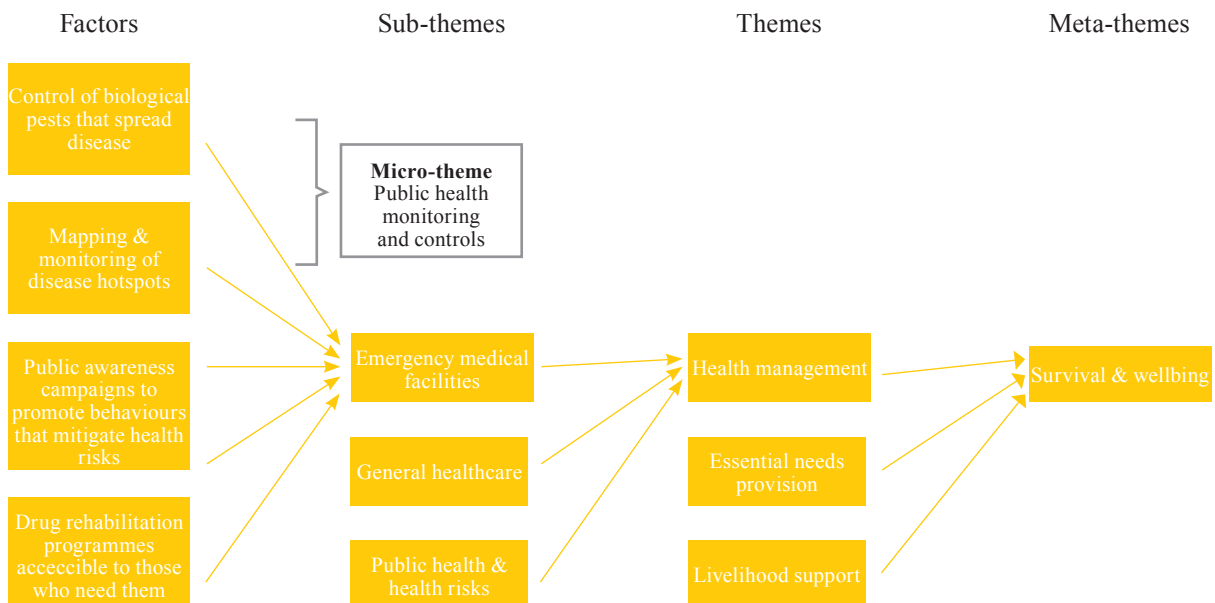 Factors
Sub-themes
Themes
Meta-themes
Control of biological
pests that spread
disease
Mapping &
monitoring of
disease hotspots
Public awareness
campaigns to
promote behaviours
that mitigate health
risks
Drug rehabilitation
programmes
acceccible to those
who need them
Micro-theme
Public health
monitoring
and controls
Emergency medical
facilities
General healthcare
Public health &
health risks
Health management
Essential needs
provision
Livelihood support
Survival & wellbing